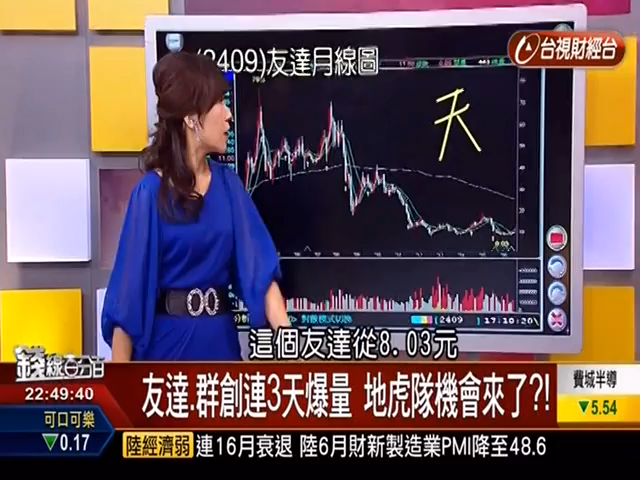 (2409)友達月線圖
台視財經台
夭
2409
17:10:20
這個友達從8.03元
錢線百分百
22:49:40
友達.群創連3天爆量 地虎隊機會來了?!
費城半導
▼5.54
可口可樂
▼0.17
陸經濟弱
連16月衰退 陸6月財新製造業PMI降至48.6